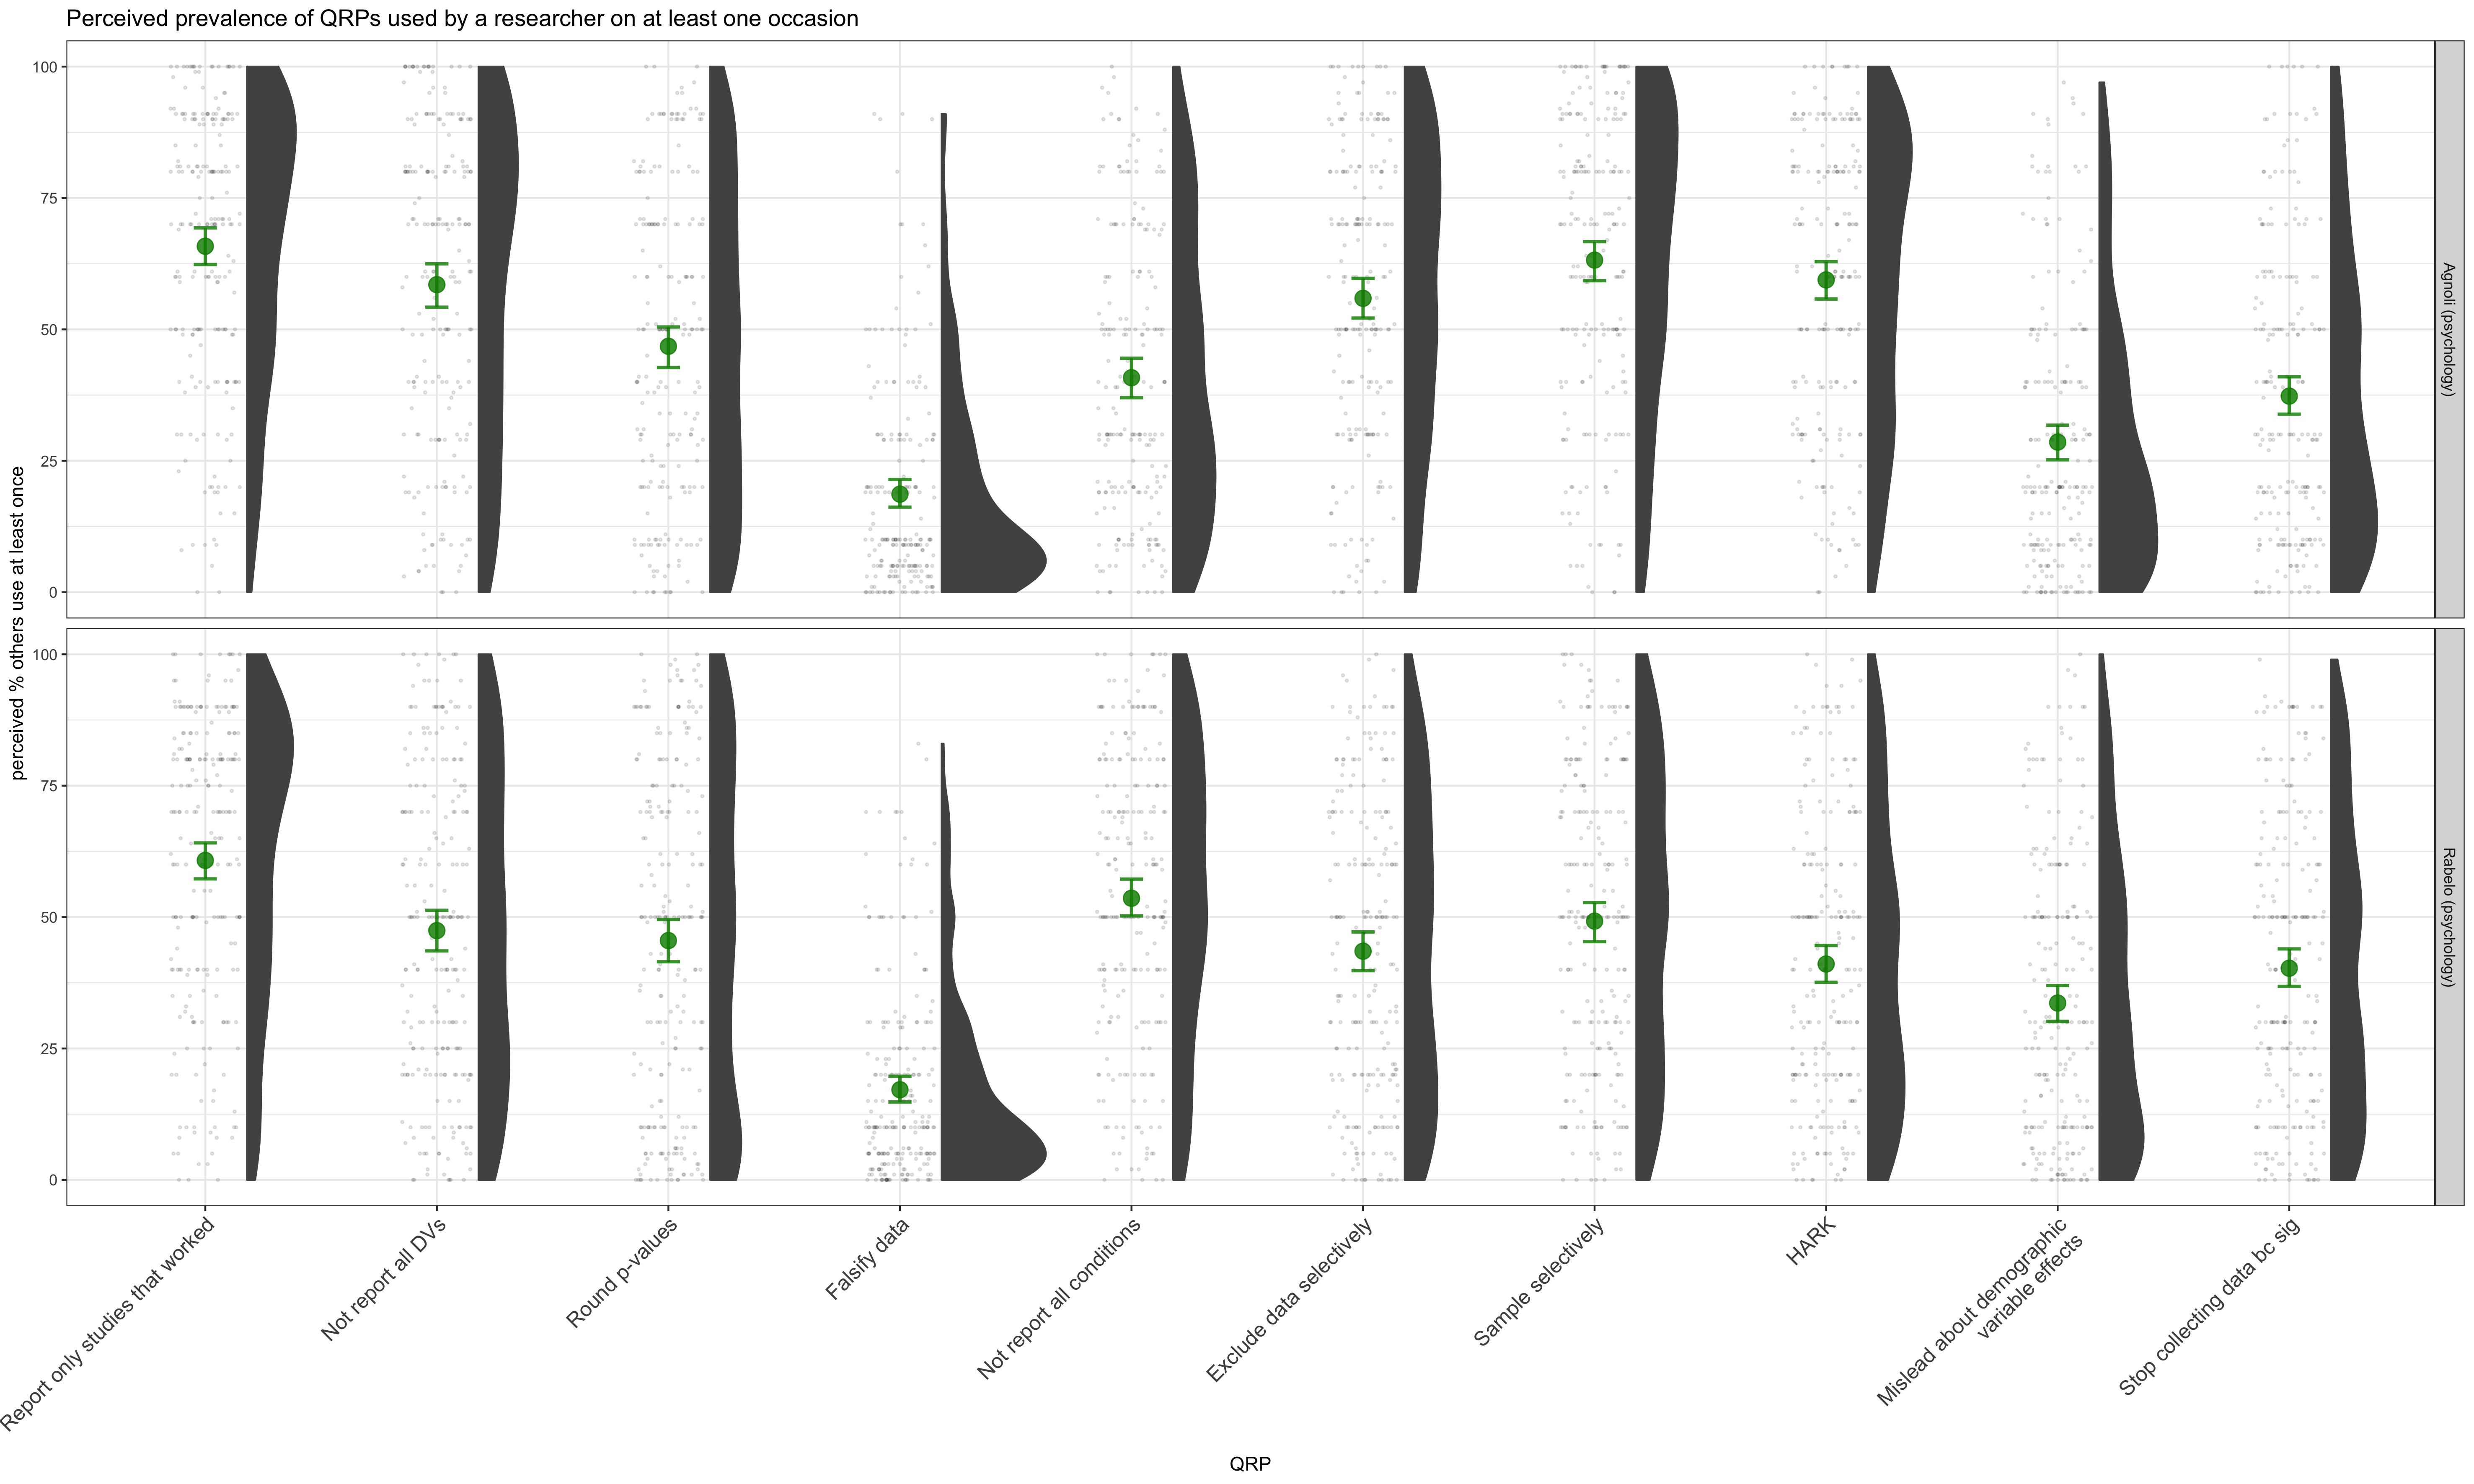 Perceived prevalence of QRPs used by a researcher on at least one occasion
perceived % others use at least once
100
75
50
25
0
Agnoli (psychology)
100
75
50
25
0
Rabelo (psychology)
Report only studies that worked
Not report all DVs
Round p-values
Falsify data
Not report all conditions
Exclude data selectively
Sample selectively
HARK
Mislead about demographic
variable effects
Stop collecting data bc sig
QRP